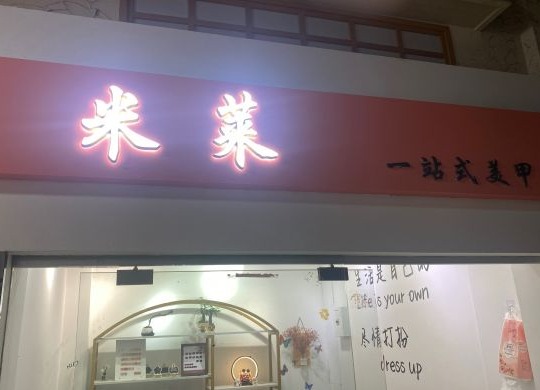 米莱
一站式美甲
生活是自己的
is your own
尽情打扮
dress up